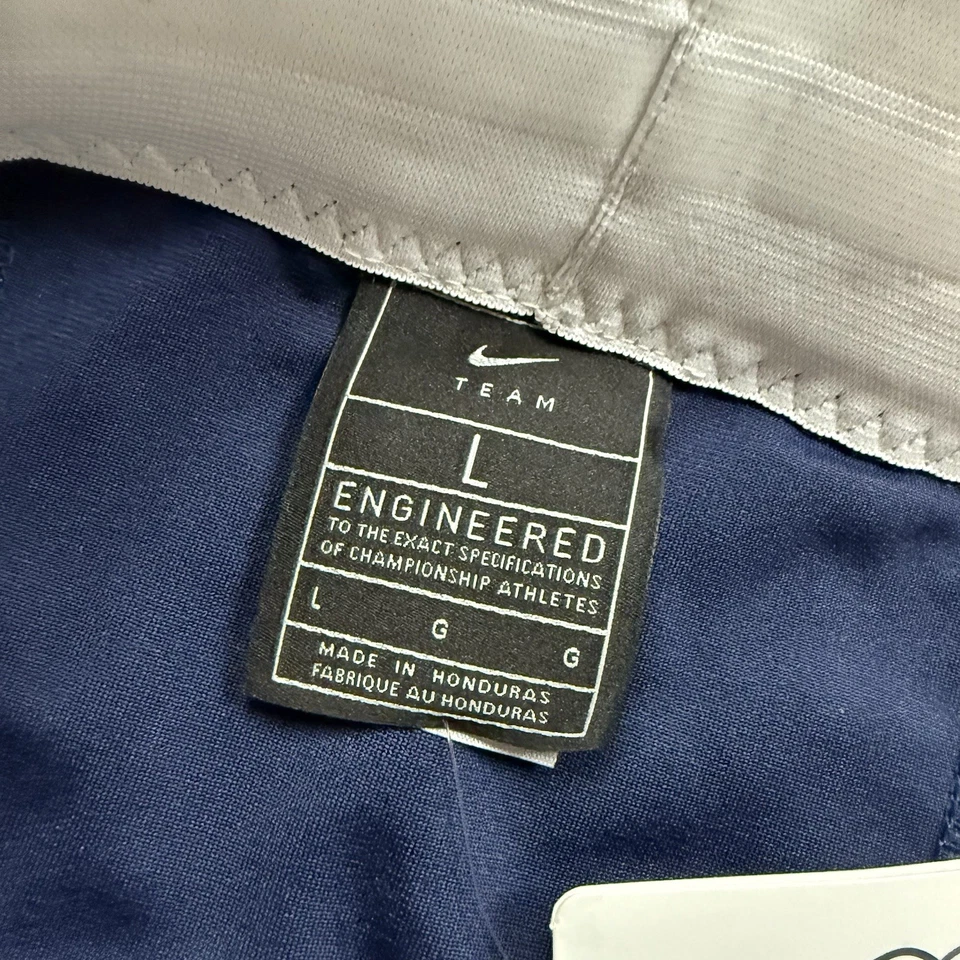 TEAM
L
ENGINEERED
TO THE EXACT SPECIFICATIONS
OF CHAMPIONSHIP ATHLETES
L G G
MADE IN HONDURAS
FABRIQUE AU HONDURAS